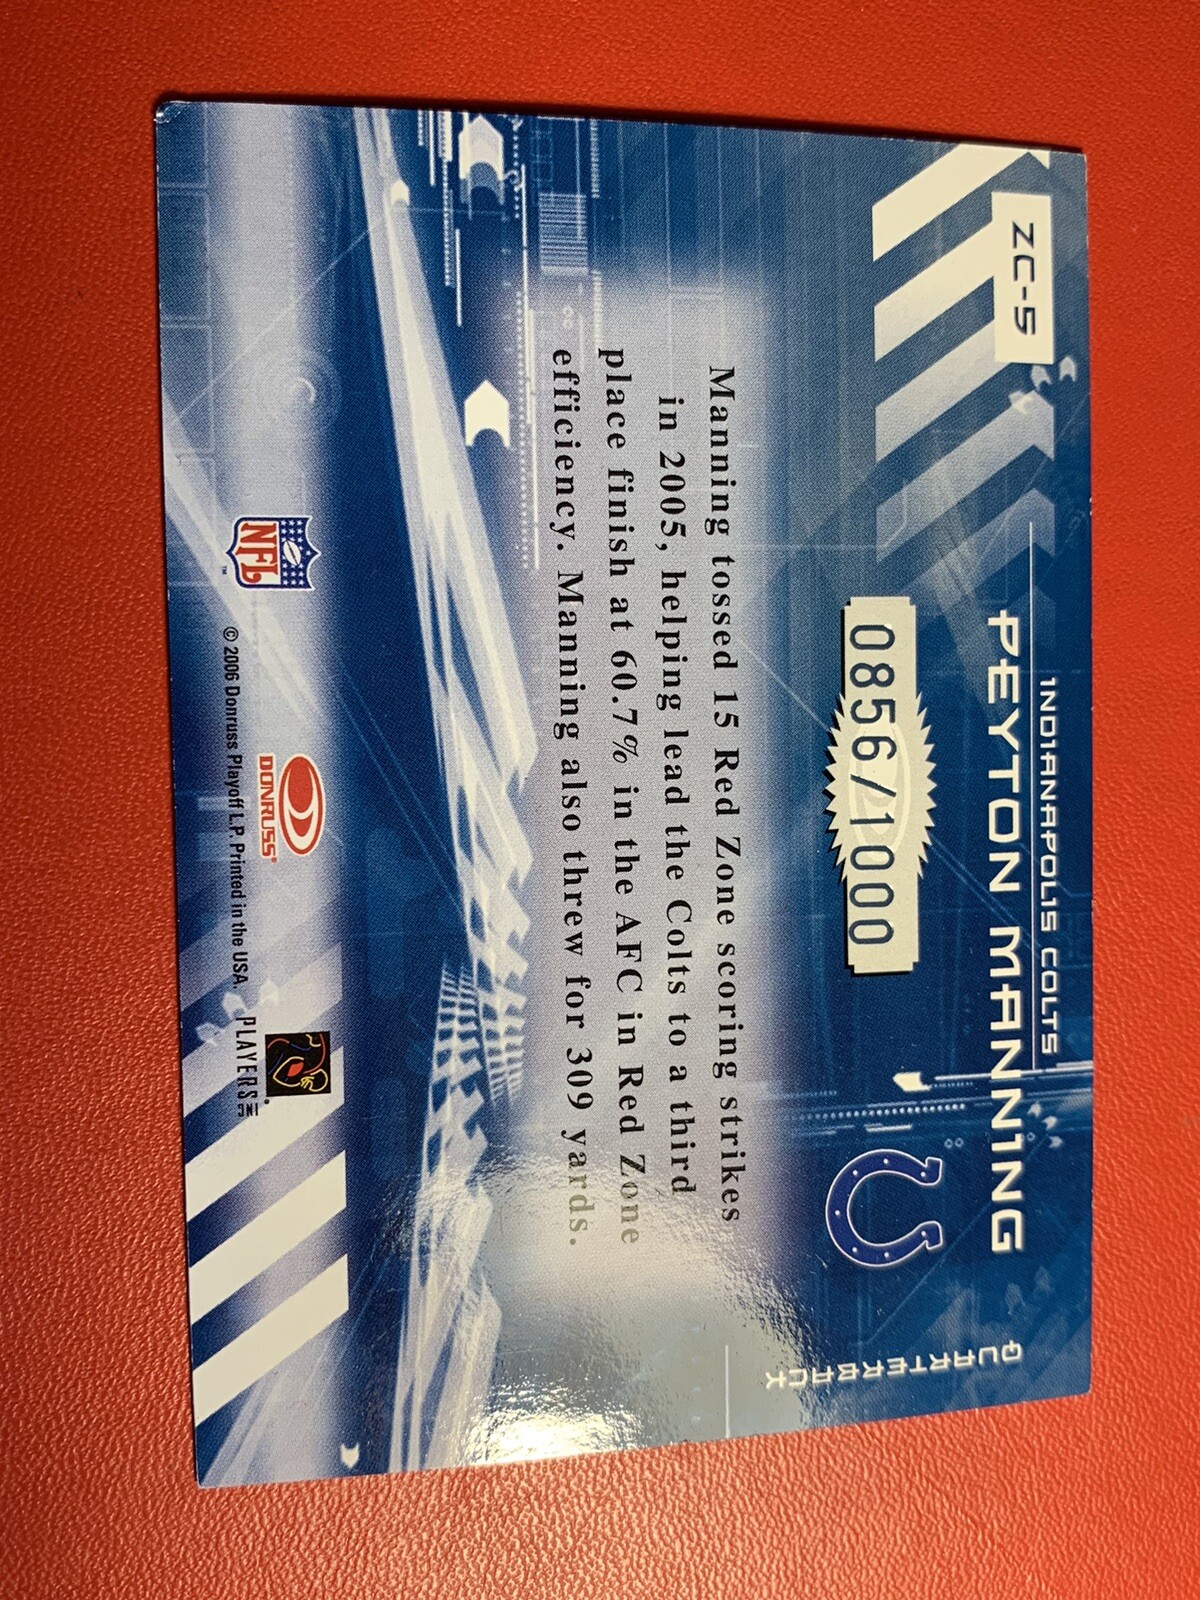 ZC-5
INDIANAPOLIS COLTS
PEYTON MANNING
QUARTERBACK
0856/1000
Manning tossed 15 Red Zone scoring strikes
in 2005, helping lead the Colts to a third
place finish at 60.7% in the AFC in Red Zone
efficiency. Manning also threw for 309 yards.
NFL
™
DONRUSS®
© 2006 Donruss Playoff L.P. Printed in the USA.
PLAYERS INC